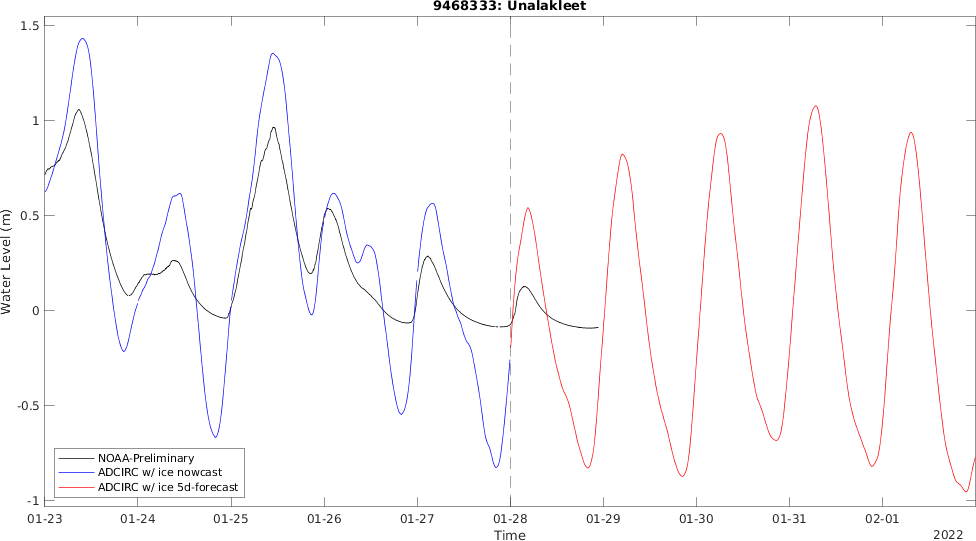 9468333: Unalakleet
1.5
1
0.5
0
-0.5
-1
Water Level (m)
NOAA-Preliminary
ADCIRC w/ ice nowcast
ADCIRC w/ ice 5d-forecast
01-23 01-24 01-25 01-26 01-27 01-28 01-29 01-30 01-31 02-01
Time
2022